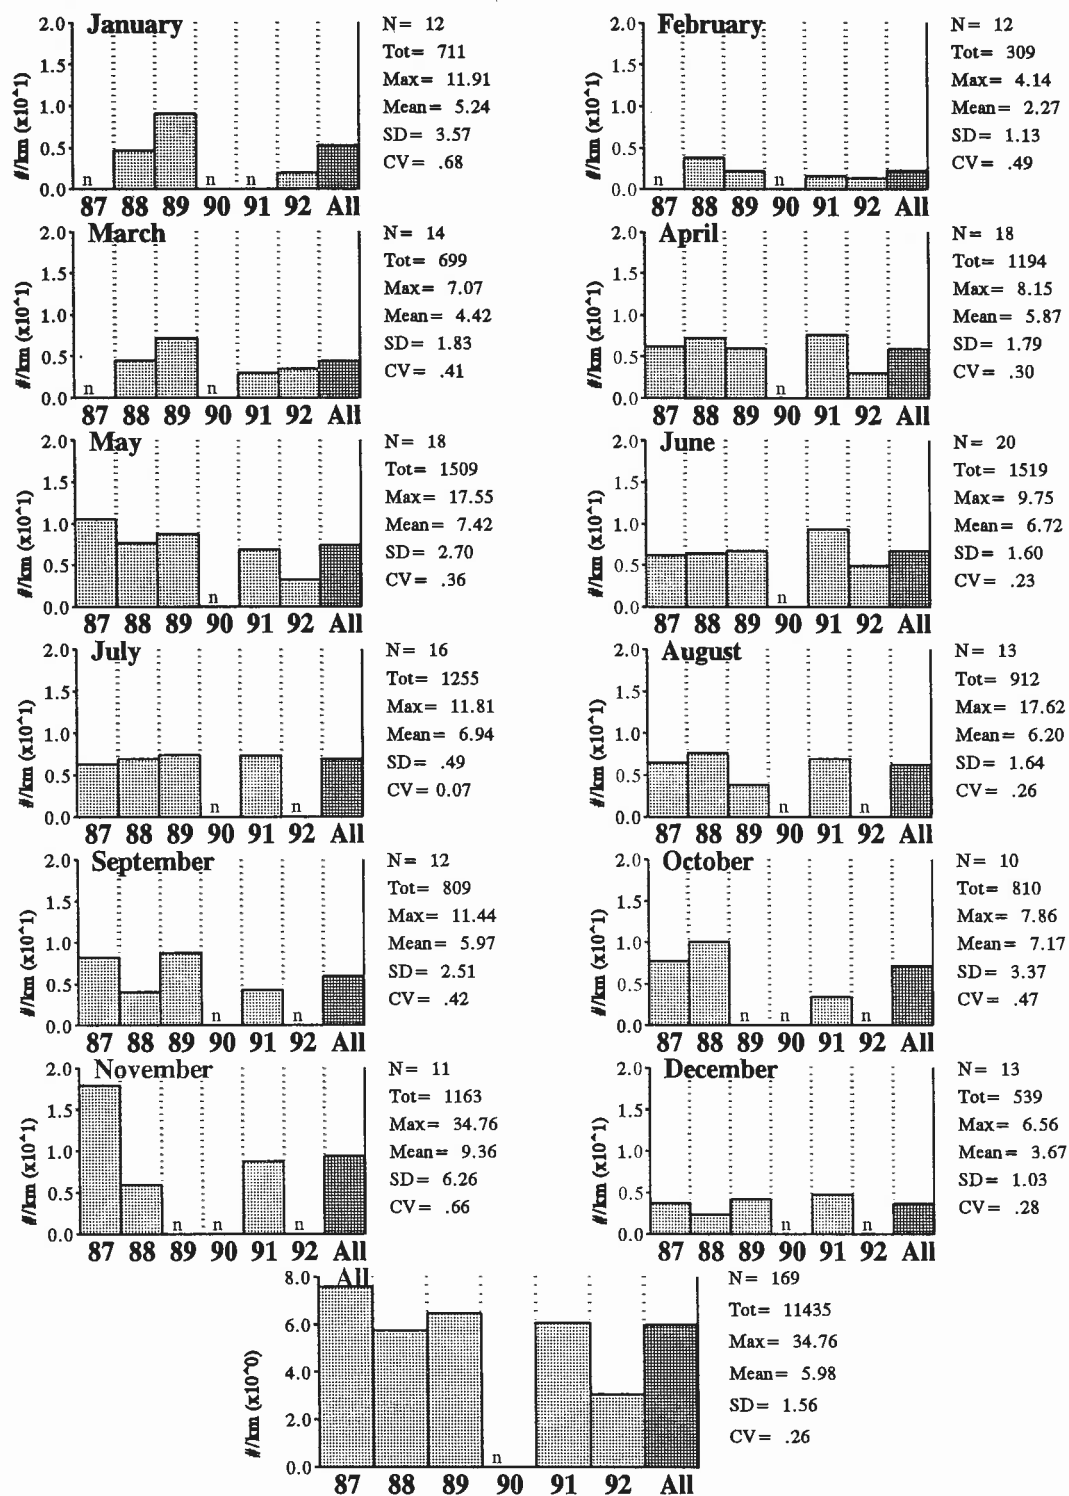 January
2.0
1.5
1.0
0.5
0.0
#/km (x10^1)
n n n
87 88 89 90 91 92 All
N= 12
Tot= 711
Max= 11.91
Mean= 5.24
SD= 3.57
CV= .68
February
2.0
1.5
1.0
0.5
0.0
#/km (x10^1)
n n
87 88 89 90 91 92 All
N= 12
Tot= 309
Max= 4.14
Mean= 2.27
SD= 1.13
CV= .49
March
2.0
1.5
1.0
0.5
0.0
#/km (x10^1)
n n
87 88 89 90 91 92 All
N= 14
Tot= 699
Max= 7.07
Mean= 4.42
SD= 1.83
CV= .41
April
2.0
1.5
1.0
0.5
0.0
#/km (x10^1)
n
87 88 89 90 91 92 All
N= 18
Tot= 1194
Max= 8.15
Mean= 5.87
SD= 1.79
CV= .30
May
2.0
1.5
1.0
0.5
0.0
#/km (x10^1)
n
87 88 89 90 91 92 All
N= 18
Tot= 1509
Max= 17.55
Mean= 7.42
SD= 2.70
CV= .36
June
2.0
1.5
1.0
0.5
0.0
#/km (x10^1)
n
87 88 89 90 91 92 All
N= 20
Tot= 1519
Max= 9.75
Mean= 6.72
SD= 1.60
CV= .23
July
2.0
1.5
1.0
0.5
0.0
#/km (x10^1)
n n
87 88 89 90 91 92 All
N= 16
Tot= 1255
Max= 11.81
Mean= 6.94
SD= .49
CV= 0.07
August
2.0
1.5
1.0
0.5
0.0
#/km (x10^1)
n n
87 88 89 90 91 92 All
N= 13
Tot= 912
Max= 17.62
Mean= 6.20
SD= 1.64
CV= .26
September
2.0
1.5
1.0
0.5
0.0
#/km (x10^1)
n n
87 88 89 90 91 92 All
N= 12
Tot= 809
Max= 11.44
Mean= 5.97
SD= 2.51
CV= .42
October
2.0
1.5
1.0
0.5
0.0
#/km (x10^1)
n n n
87 88 89 90 91 92 All
N= 10
Tot= 810
Max= 7.86
Mean= 7.17
SD= 3.37
CV= .47
November
2.0
1.5
1.0
0.5
0.0
#/km (x10^1)
n n n
87 88 89 90 91 92 All
N= 11
Tot= 1163
Max= 34.76
Mean= 9.36
SD= 6.26
CV= .66
December
2.0
1.5
1.0
0.5
0.0
#/km (x10^1)
n n
87 88 89 90 91 92 All
N= 13
Tot= 539
Max= 6.56
Mean= 3.67
SD= 1.03
CV= .28
All
8.0
6.0
4.0
2.0
0.0
#/km (x10^0)
n
87 88 89 90 91 92 All
N= 169
Tot= 11435
Max= 34.76
Mean= 5.98
SD= 1.56
CV= .26